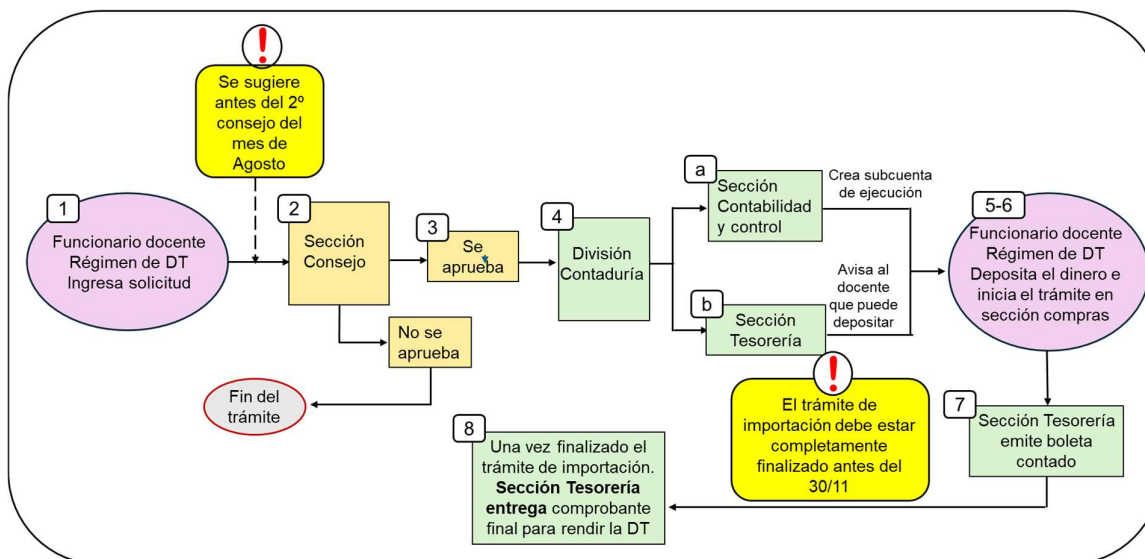 !
Se sugiere
antes del 2º
consejo del
mes de
Agosto
1
Funcionario docente
Régimen de DT
Ingresa solicitud
2
Sección
Consejo
3
Se
aprueba
No se
aprueba
Fin del
trámite
4
División
Contaduría
a
Sección
Contabilidad
y control
Crea subcuenta
de ejecución
b
Sección
Tesorería
Avisa al
docente
que puede
depositar
!
El trámite de
importación debe estar
completamente
finalizado antes del
30/11
5-6
Funcionario docente
Régimen de DT
Deposita el dinero e
inicia el trámite en
sección compras
7
Sección Tesorería
emite boleta
contado
8
Una vez finalizado el
trámite de importación.
Sección Tesorería
entrega comprobante
final para rendir la DT